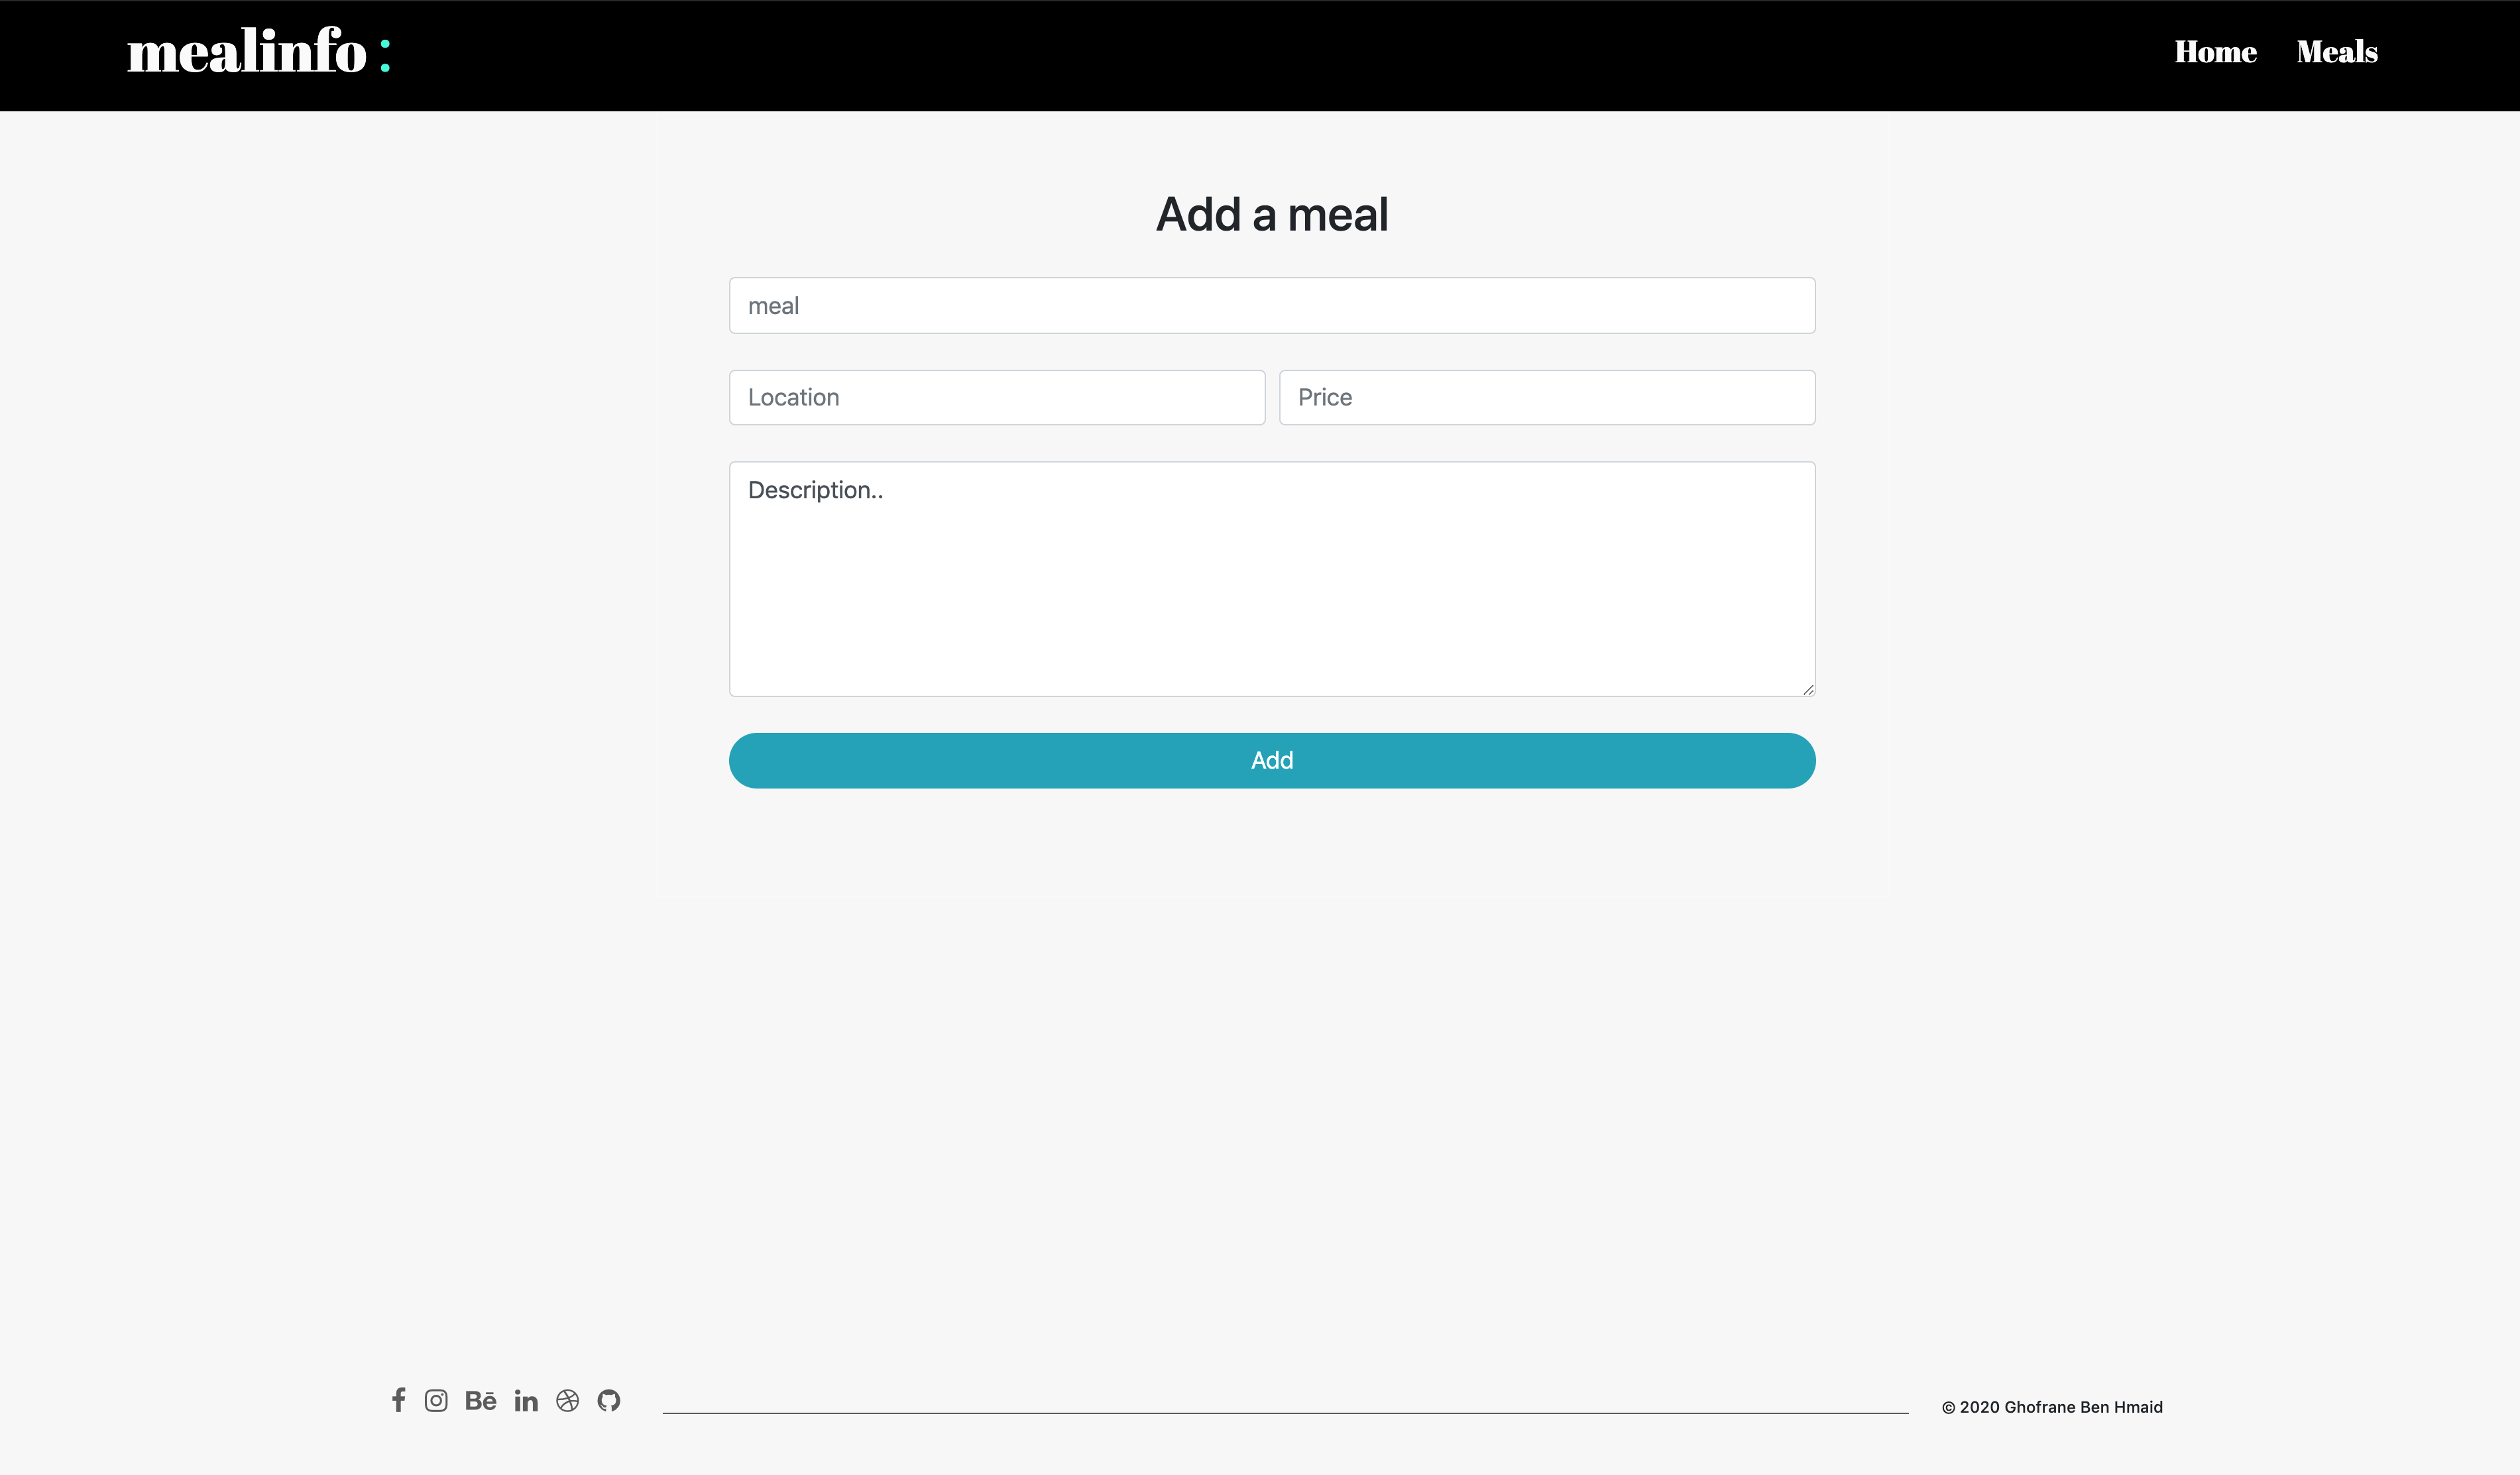 mealinfo :
Home Meals
Add a meal
meal
Location Price
Description..
Add
Bē in
© 2020 Ghofrane Ben Hmaid